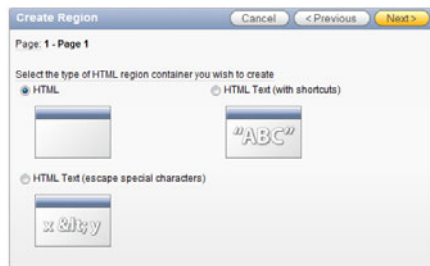 Create Region Cancel < Previous Next >
Page: 1 - Page 1
Select the type of HTML region container you wish to create
HTML HTML Text (with shortcuts)
"ABC"
HTML Text (escape special characters)
x &lt; y